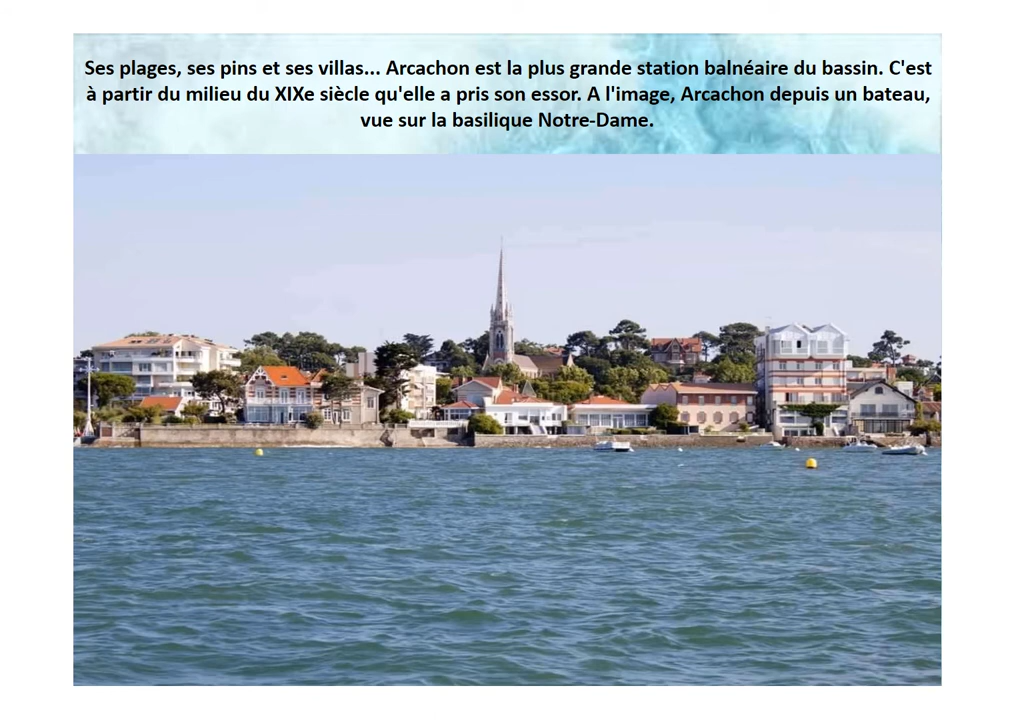 Ses plages, ses pins et ses villas... Arcachon est la plus grande station balnéaire du bassin. C'est
à partir du milieu du XIXe siècle qu'elle a pris son essor. A l'image, Arcachon depuis un bateau,
vue sur la basilique Notre-Dame.